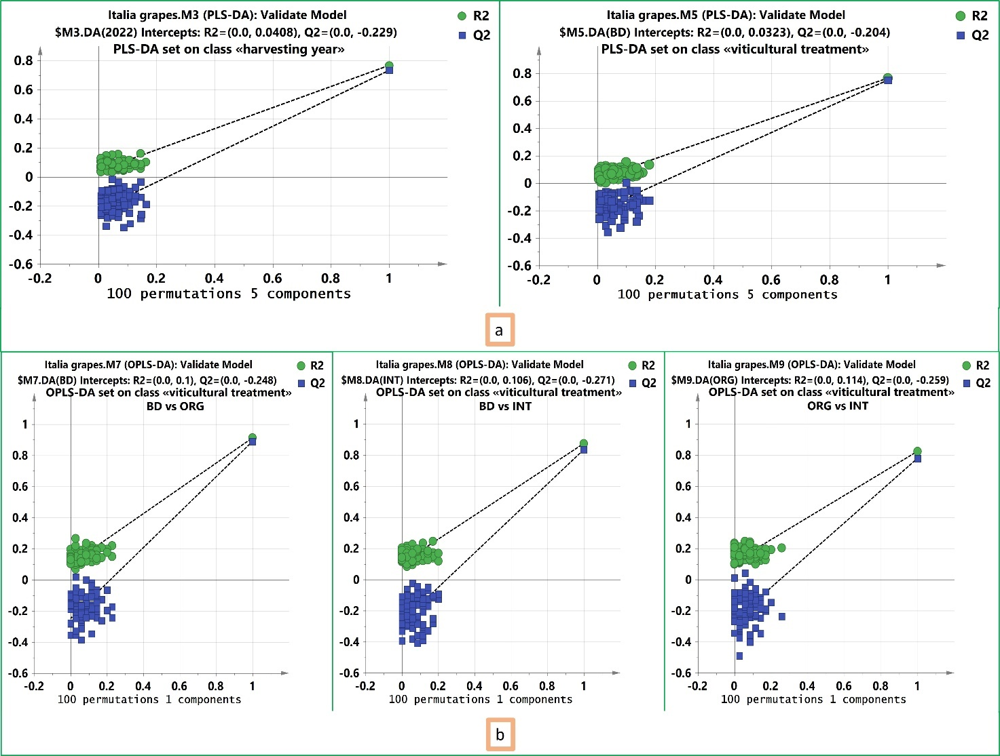 Italia grapes.M3 (PLS-DA): Validate Model
R2
$M3.DA(2022) Intercepts: R2=(0.0, 0.0408), Q2=(0.0, -0.229)
Q2
PLS-DA set on class «harvesting year»
0.8
0.6
0.4
0.2
0
-0.2
-0.4
-0.6
-0.2 0 0.2 0.4 0.6 0.8 1
100 permutations 5 components
Italia grapes.M5 (PLS-DA): Validate Model
R2
$M5.DA(BD) Intercepts: R2=(0.0, 0.0323), Q2=(0.0, -0.204)
Q2
PLS-DA set on class «viticultural treatment»
0.8
0.6
0.4
0.2
0
-0.2
-0.4
-0.6
-0.2 0 0.2 0.4 0.6 0.8 1
100 permutations 5 components
a
Italia grapes.M7 (OPLS-DA): Validate Model
R2
$M7.DA(BD) Intercepts: R2=(0.0, 0.1), Q2=(0.0, -0.248)
Q2
OPLS-DA set on class «viticultural treatment»
BD vs ORG
1
0.8
0.6
0.4
0.2
0
-0.2
-0.4
-0.6
-0.2 0 0.2 0.4 0.6 0.8 1
100 permutations 1 components
Italia grapes.M8 (OPLS-DA): Validate Model
R2
$M8.DA(INT) Intercepts: R2=(0.0, 0.106), Q2=(0.0, -0.271)
Q2
OPLS-DA set on class «viticultural treatment»
BD vs INT
1
0.8
0.6
0.4
0.2
0
-0.2
-0.4
-0.6
-0.2 0 0.2 0.4 0.6 0.8 1
100 permutations 1 components
Italia grapes.M9 (OPLS-DA): Validate Model
R2
$M9.DA(ORG) Intercepts: R2=(0.0, 0.114), Q2=(0.0, -0.259)
Q2
OPLS-DA set on class «viticultural treatment»
ORG vs INT
1
0.8
0.6
0.4
0.2
0
-0.2
-0.4
-0.6
-0.2 0 0.2 0.4 0.6 0.8 1
100 permutations 1 components
b